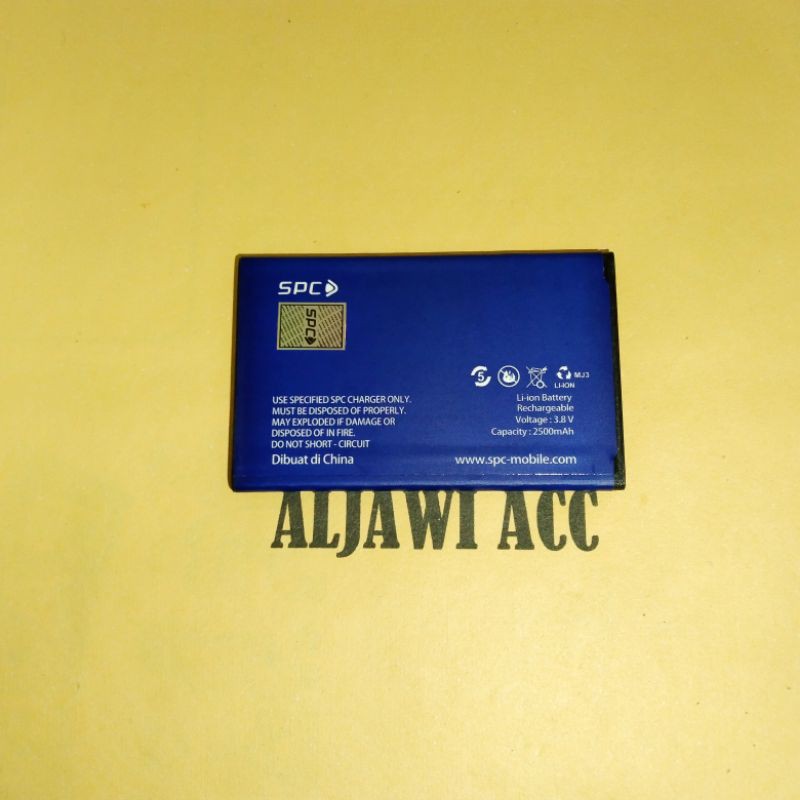 SPC
SPC
5
MJ3
LI-ION
USE SPECIFIED SPC CHARGER ONLY.
MUST BE DISPOSED OF PROPERLY.
MAY EXPLODED IF DAMAGE OR
DISPOSED OF IN FIRE.
DO NOT SHORT - CIRCUIT
Dibuat di China
Li-ion Battery
Rechargeable
Voltage : 3.8 V
Capacity : 2500mAh
www.spc-mobile.com
ALJAWI ACC